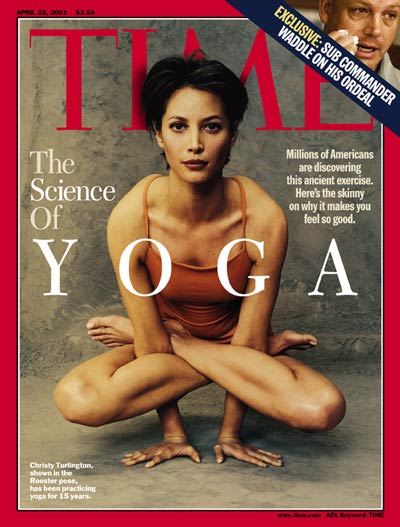 APRIL 23, 2001 $3.50
EXCLUSIVE: SUB COMMANDER
WADDLE ON HIS ORDEAL
TIME
The
Science
Of
YOGA
Millions of Americans
are discovering
this ancient exercise.
Here's the skinny
on why it makes you
feel so good.
Christy Turlington,
shown in the
Rooster pose,
has been practicing
yoga for 15 years.
www.time.com AOL Keyword: TIME